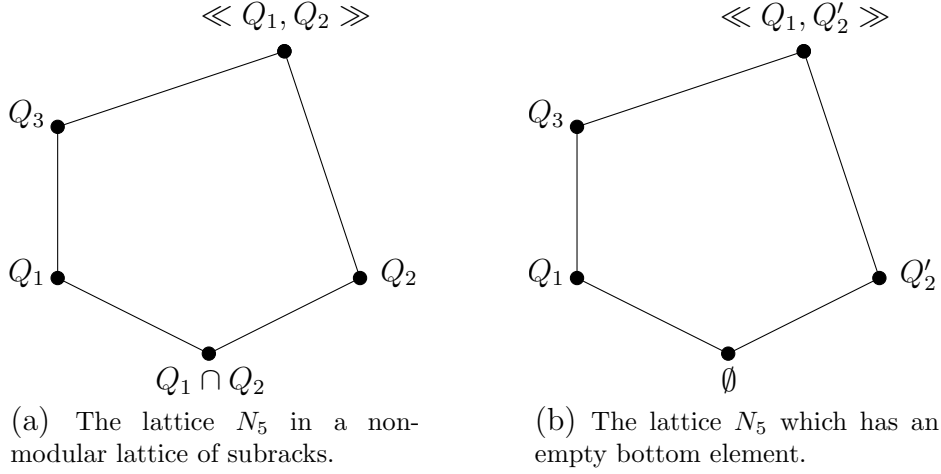 ≪ Q₁, Q₂ ≫
Q₃
Q₁
Q₂
Q₁ ∩ Q₂
(a) The lattice N₅ in a non-
modular lattice of subracks.
≪ Q₁, Q′₂ ≫
Q₃
Q₁
Q′₂
∅
(b) The lattice N₅ which has an
empty bottom element.